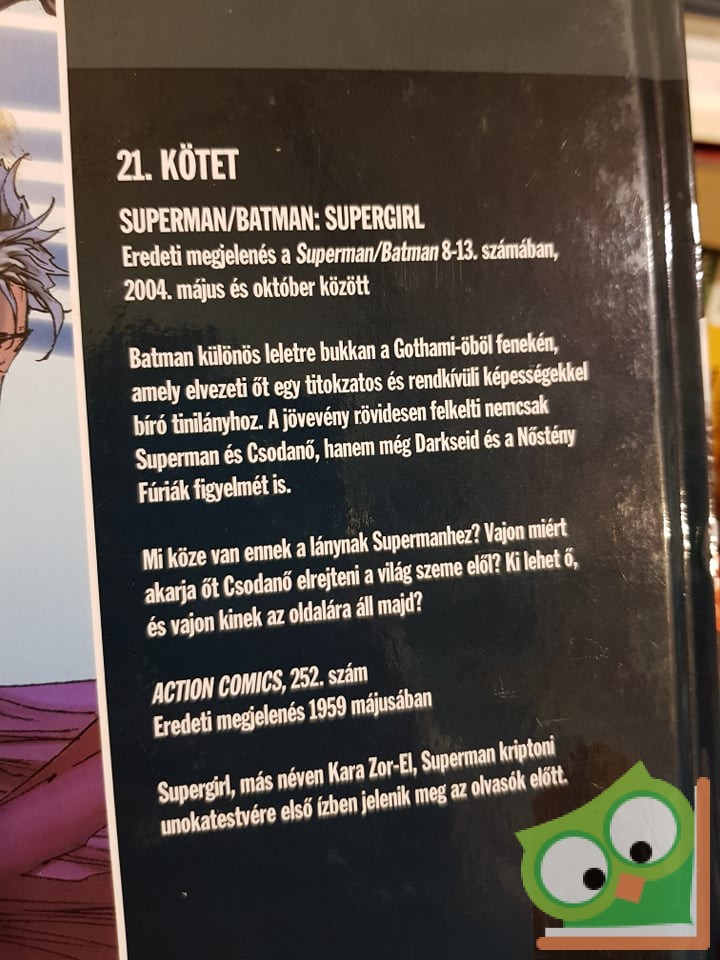 21. KÖTET
SUPERMAN/BATMAN: SUPERGIRL
Eredeti megjelenés a Superman/Batman 8-13. számában,
2004. május és október között
Batman különös leletre bukkan a Gothami-öböl fenekén,
amely elvezeti őt egy titokzatos és rendkívüli képességekkel
bíró tinilányhoz. A jövevény rövidesen felkelti nemcsak
Superman és Csodanő, hanem még Darkseid és a Nőstény
Fúriák figyelmét is.
Mi köze van ennek a lánynak Supermanhez? Vajon miért
akarja őt Csodanő elrejteni a világ szeme elől? Ki lehet ő,
és vajon kinek az oldalára áll majd?
ACTION COMICS, 252. szám
Eredeti megjelenés 1959 májusában
Supergirl, más néven Kara Zor-El, Superman kriptoni
unokatestvére első ízben jelenik meg az olvasók előtt.